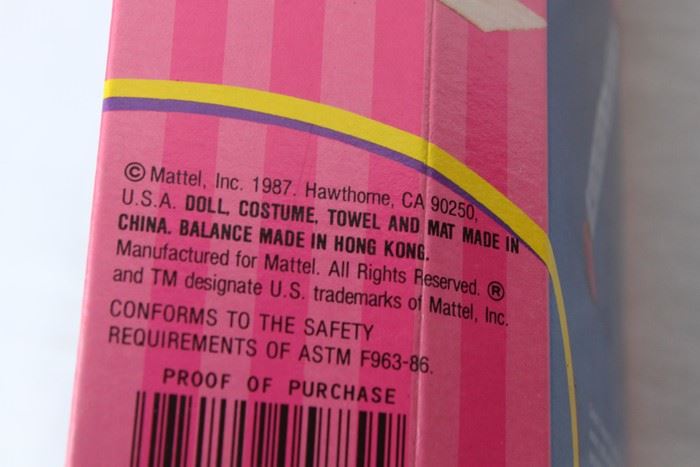 © Mattel, Inc. 1987. Hawthorne, CA 90250,
U.S.A. DOLL, COSTUME, TOWEL AND MAT MADE IN
CHINA. BALANCE MADE IN HONG KONG.
Manufactured for Mattel. All Rights Reserved. ®
and TM designate U.S. trademarks of Mattel, Inc.
CONFORMS TO THE SAFETY
REQUIREMENTS OF ASTM F963-86.
PROOF OF PURCHASE